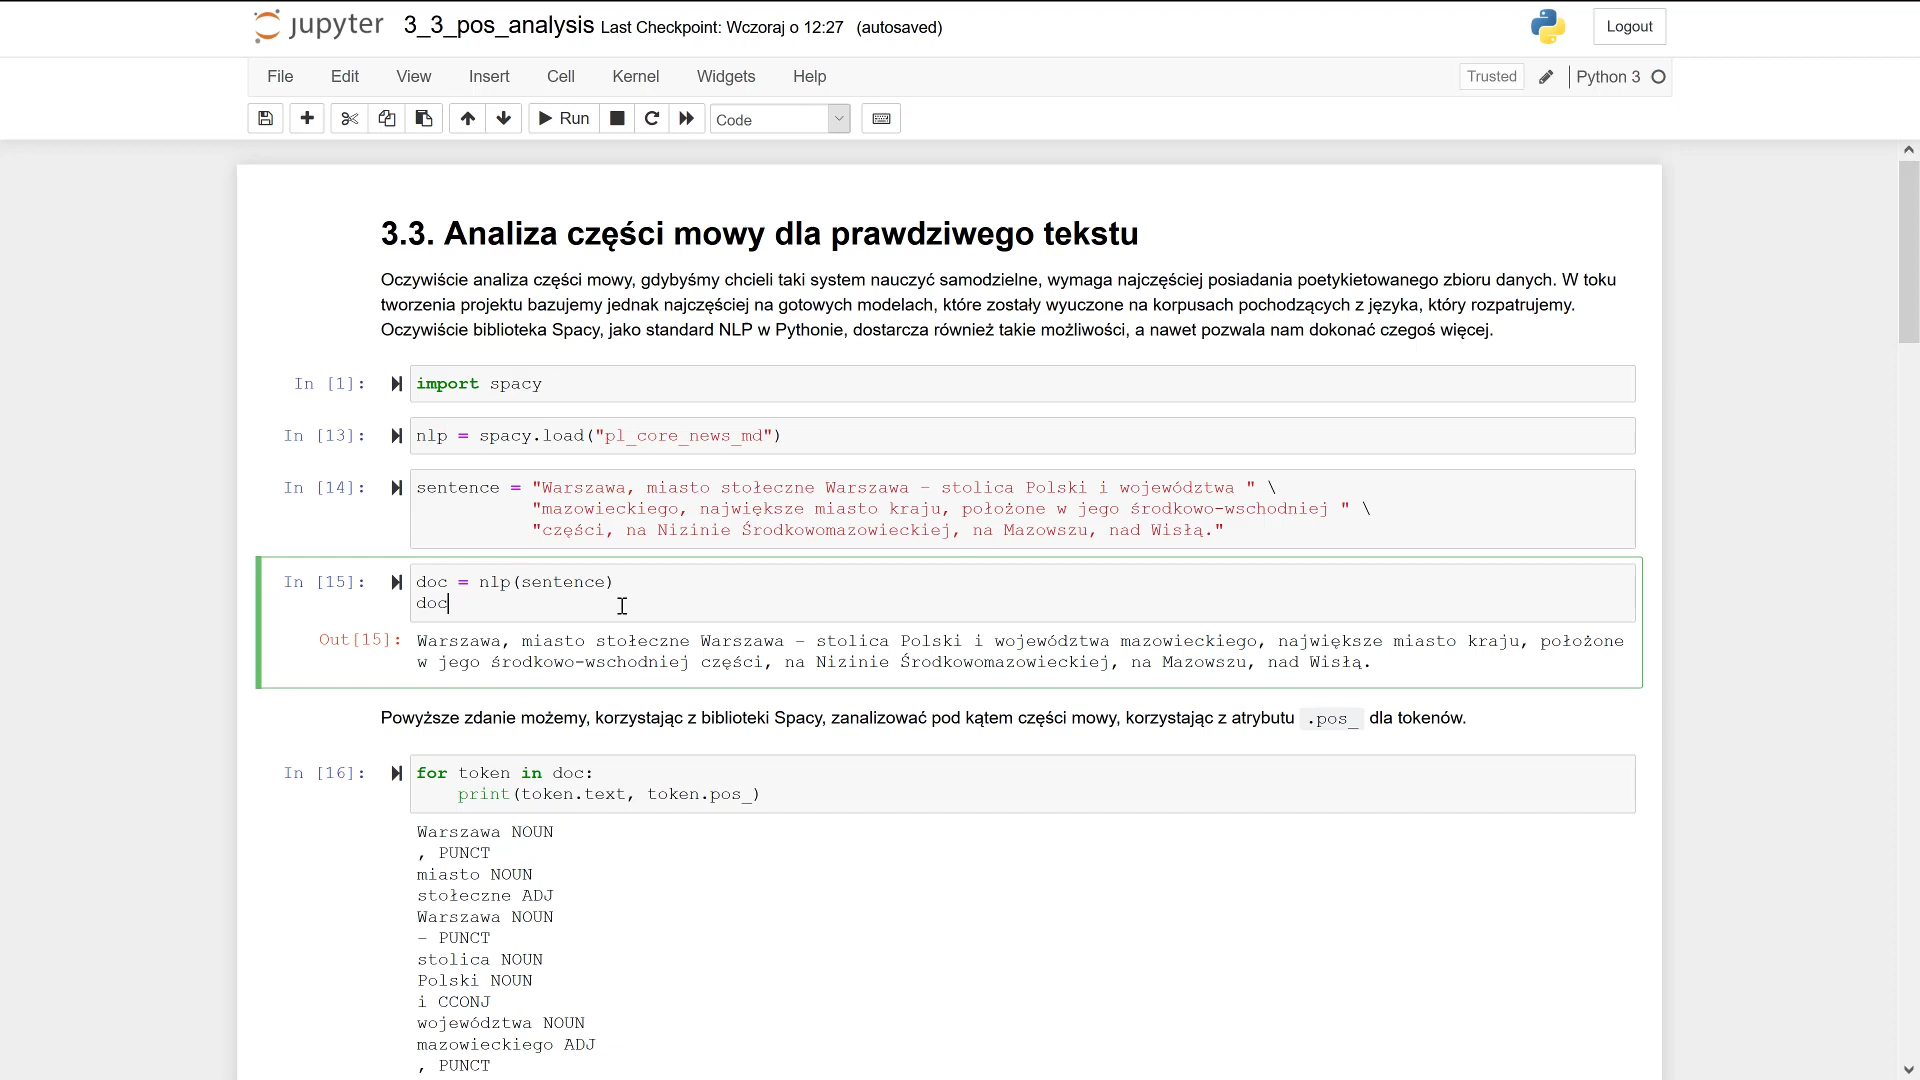 jupyter 3_3_pos_analysis Last Checkpoint: Wczoraj o 12:27 (autosaved) Logout
File Edit View Insert Cell Kernel Widgets Help Trusted Python 3
Run Code
3.3. Analiza części mowy dla prawdziwego tekstu
Oczywiście analiza części mowy, gdybyśmy chcieli taki system nauczyć samodzielne, wymaga najczęściej posiadania poetykietowanego zbioru danych. W toku
tworzenia projektu bazujemy jednak najczęściej na gotowych modelach, które zostały wyuczone na korpusach pochodzących z języka, który rozpatrujemy.
Oczywiście biblioteka Spacy, jako standard NLP w Pythonie, dostarcza również takie możliwości, a nawet pozwala nam dokonać czegoś więcej.
In [1]: import spacy
In [13]: nlp = spacy.load("pl_core_news_md")
In [14]: sentence = "Warszawa, miasto stołeczne Warszawa – stolica Polski i województwa " \
"mazowieckiego, największe miasto kraju, położone w jego środkowo-wschodniej " \
"części, na Nizinie Środkowomazowieckiej, na Mazowszu, nad Wisłą."
In [15]: doc = nlp(sentence)
doc
Out[15]: Warszawa, miasto stołeczne Warszawa – stolica Polski i województwa mazowieckiego, największe miasto kraju, położone
w jego środkowo-wschodniej części, na Nizinie Środkowomazowieckiej, na Mazowszu, nad Wisłą.
Powyższe zdanie możemy, korzystając z biblioteki Spacy, zanalizować pod kątem części mowy, korzystając z atrybutu .pos_ dla tokenów.
In [16]: for token in doc:
print(token.text, token.pos_)
Warszawa NOUN
, PUNCT
miasto NOUN
stołeczne ADJ
Warszawa NOUN
– PUNCT
stolica NOUN
Polski NOUN
i CCONJ
województwa NOUN
mazowieckiego ADJ
, PUNCT